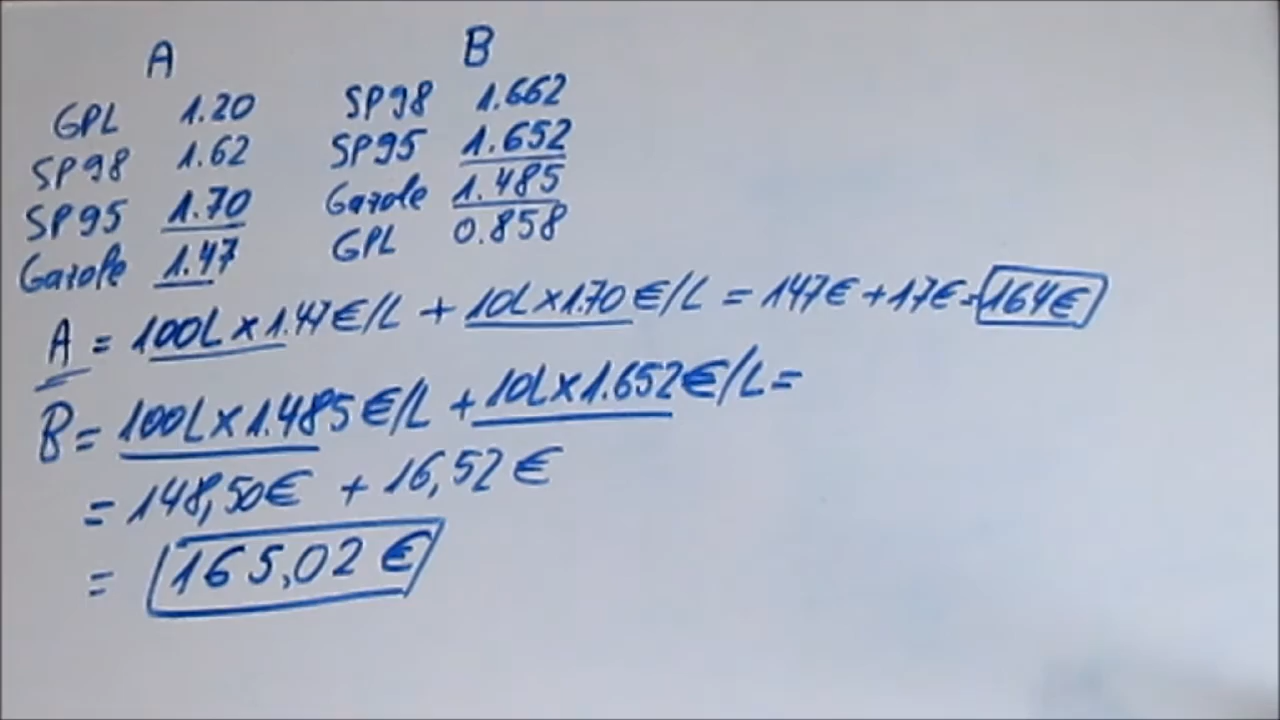 A B
GPL 1.20 SP98 1.662
SP98 1.62 SP95 1.652
SP95 1.70 Gazole 1.485
Gazole 1.47 GPL 0.858
A = 100L x 1.47€/L + 10L x 1.70€/L = 147€ + 17€ = 164€
B = 100L x 1.485€/L + 10L x 1.652€/L =
= 148,50€ + 16,52€
= 165,02€